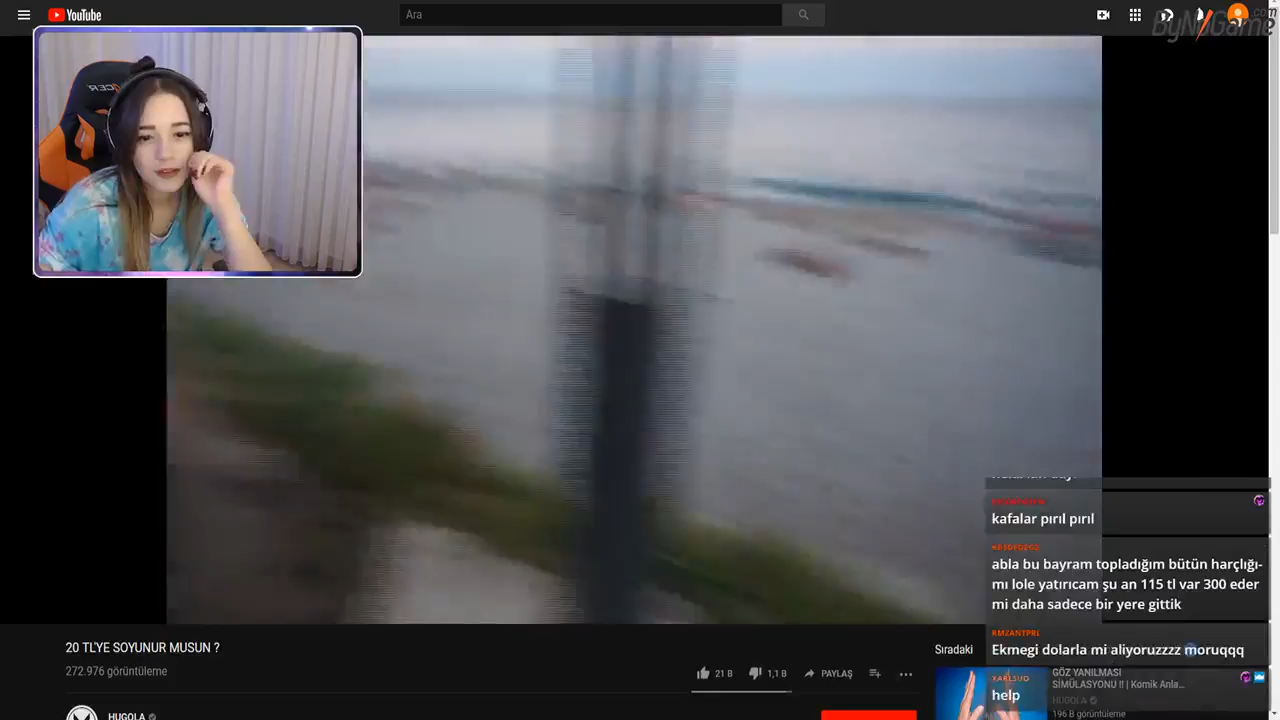 YouTube
Ara
ByNoGame
.com
kafalar pırıl pırıl
abla bu bayram topladığım bütün harçlığı-
mı lole yatırıcam şu an 115 tl var 300 eder
mi daha sadece bir yere gittik
RMZANTPRL
Ekmegi dolarla mi aliyoruzzzz moruqqq
help
20 TL'YE SOYUNUR MUSUN ?
272.976 görüntüleme
21 B
1,1 B
PAYLAŞ
Sıradaki
GÖZ YANILMASI
SİMÜLASYONU !! | Komik Anla...
HUGOLA
196 B görüntüleme
HUGOLA